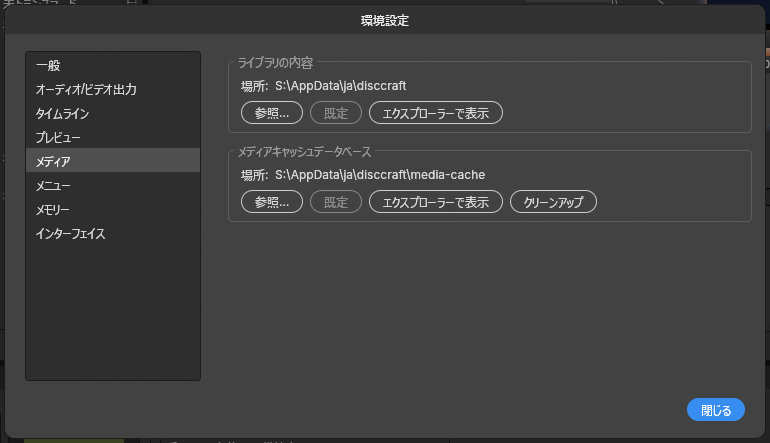 環境設定
一般
オーディオ/ビデオ出力
タイムライン
プレビュー
メディア
メニュー
メモリー
インターフェイス
ライブラリの内容
場所: S:\AppData\ja\disccraft
参照... 既定 エクスプローラーで表示
メディアキャッシュデータベース
場所: S:\AppData\ja\disccraft\media-cache
参照... 既定 エクスプローラーで表示 クリーンアップ
閉じる